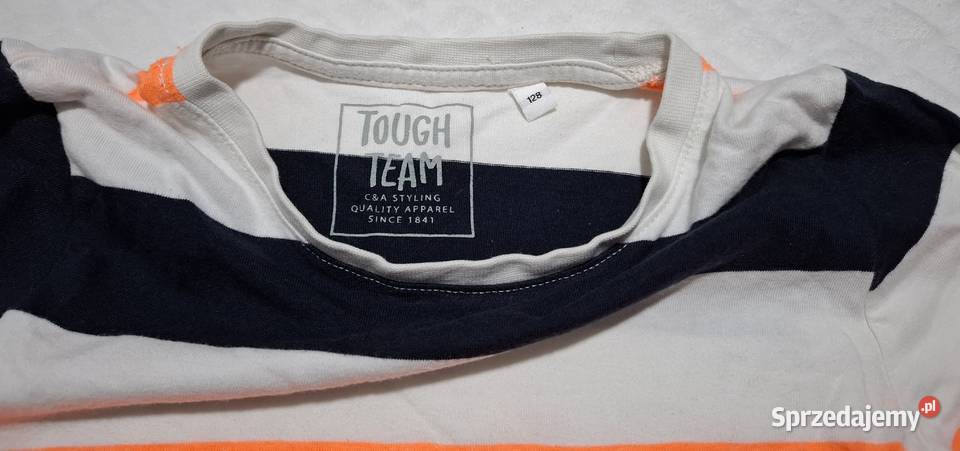 128
TOUGH
TEAM
C&A STYLING
QUALITY APPAREL
SINCE 1841
Sprzedajemy.pl